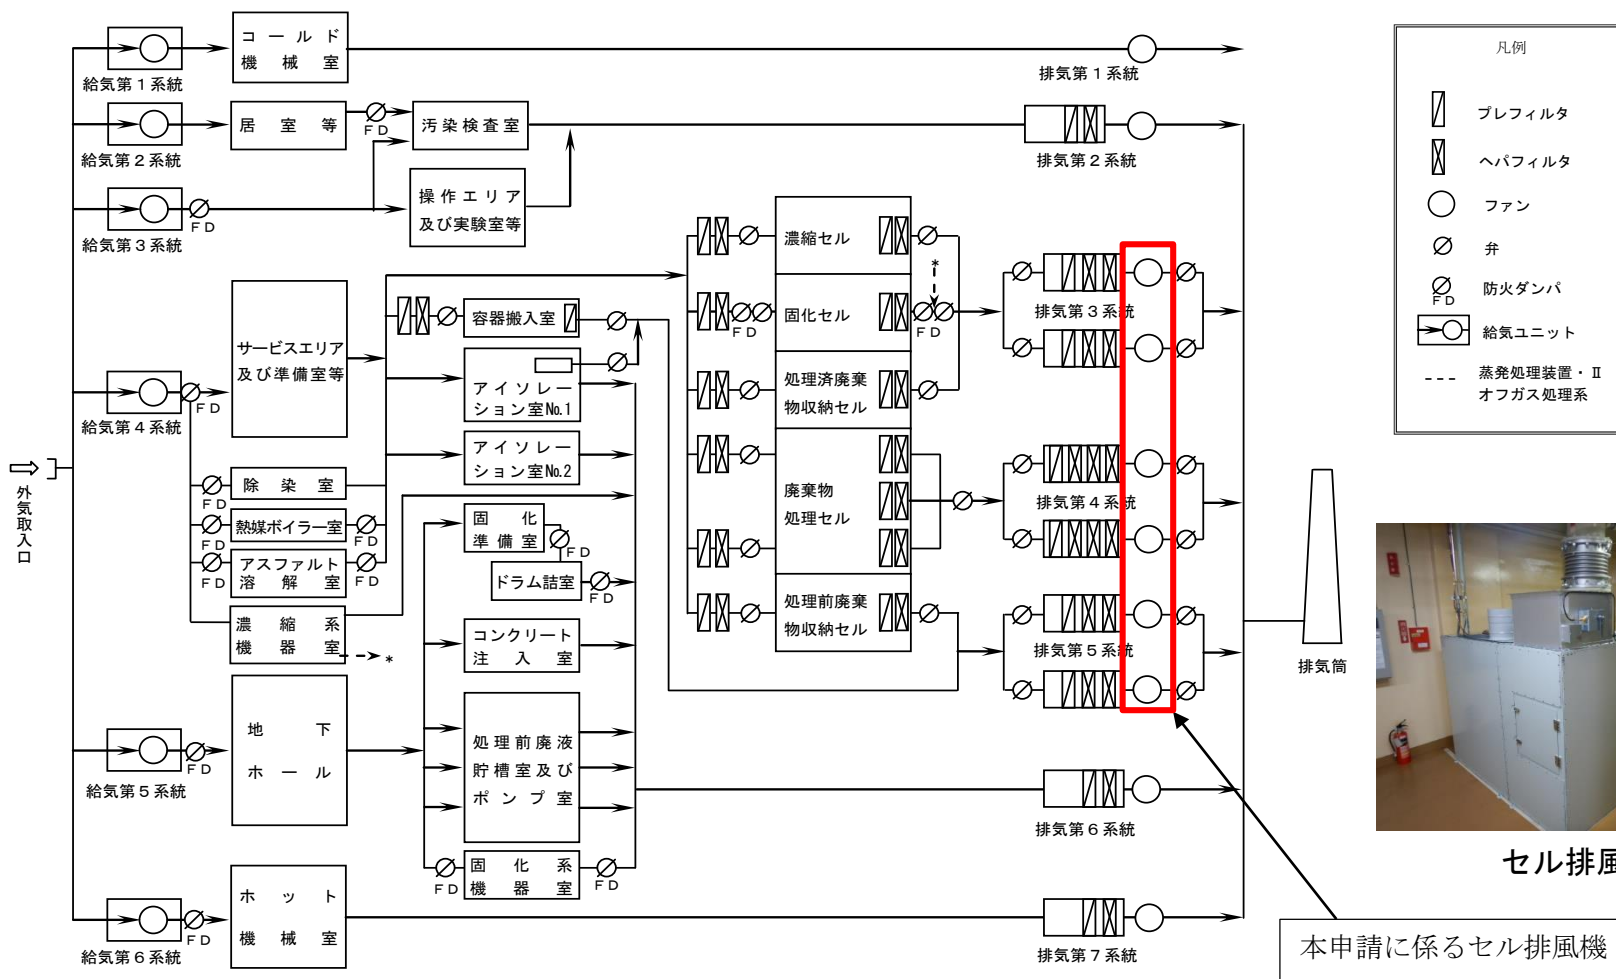 コールド
機械室
給気第１系統
排気第１系統
居室等
ＦＤ
汚染検査室
給気第２系統
排気第２系統
操作エリア
及び実験室等
ＦＤ
給気第３系統
濃縮セル
＊
サービスエリア
及び準備室等
容器搬入室
固化セル
ＦＤ
ＦＤ
排気第３系統
アイソレー
ション室№1
処理済廃棄
物収納セル
ＦＤ
給気第４系統
アイソレー
ション室№2
外気取入口
除染室
ＦＤ
廃棄物
処理セル
排気第４系統
熱媒ボイラー室
ＦＤ
ＦＤ
固化
準備室
ＦＤ
アスファルト
溶解室
ＦＤ
ＦＤ
ドラム詰室
ＦＤ
濃縮系
機器室
＊
コンクリート
注入室
処理前廃棄
物収納セル
排気第５系統
排気筒
地下
ホール
ＦＤ
給気第５系統
処理前廃液
貯槽室及び
ポンプ室
排気第６系統
固化系
機器室
ＦＤ
ＦＤ
ホット
機械室
ＦＤ
給気第６系統
排気第７系統
凡例
プレフィルタ
ヘパフィルタ
ファン
弁
ＦＤ
防火ダンパ
給気ユニット
蒸発処理装置・Ⅱ
オフガス処理系
セル排風
本申請に係るセル排風機